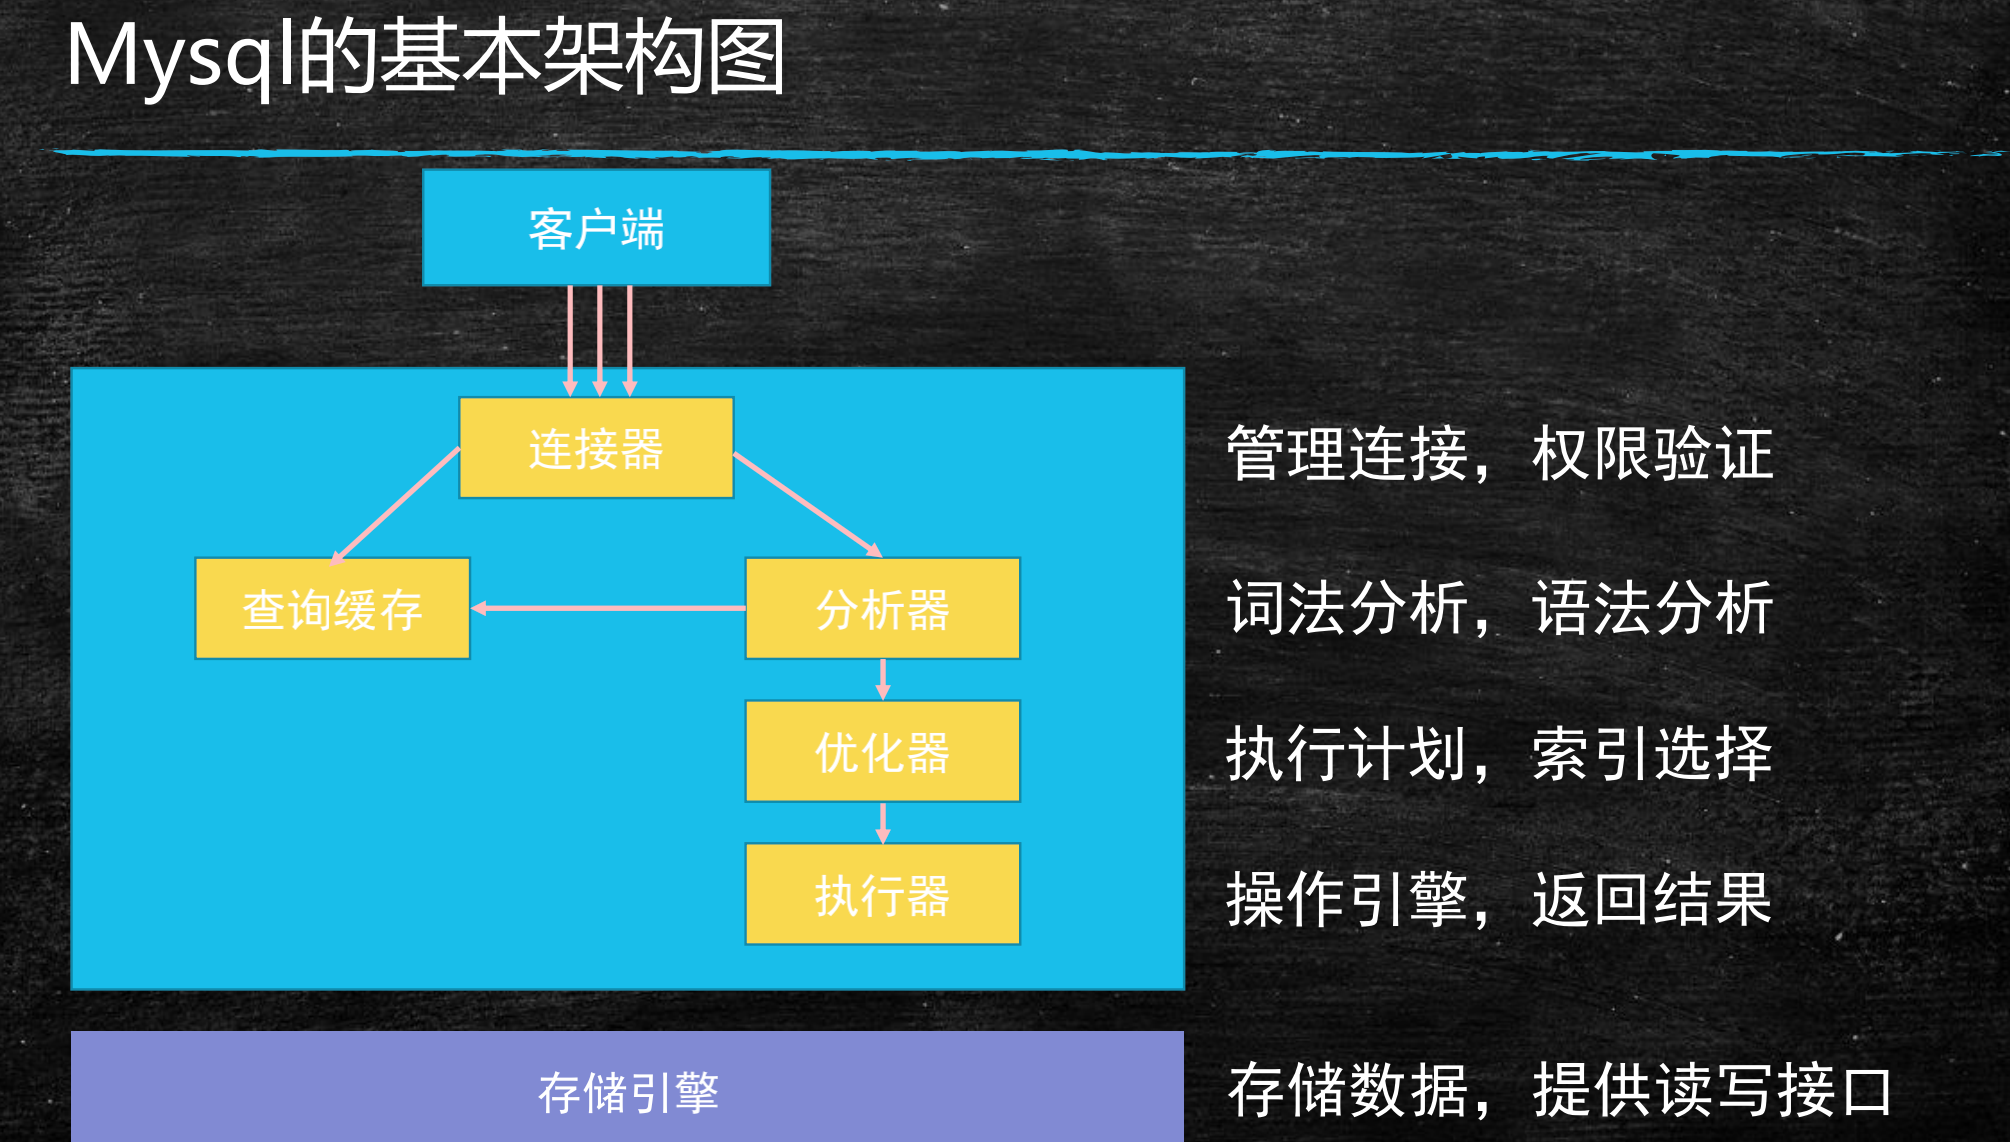 Mysql的基本架构图
客户端
连接器
管理连接，权限验证
查询缓存
分析器
词法分析，语法分析
优化器
执行计划，索引选择
执行器
操作引擎，返回结果
存储引擎
存储数据，提供读写接口